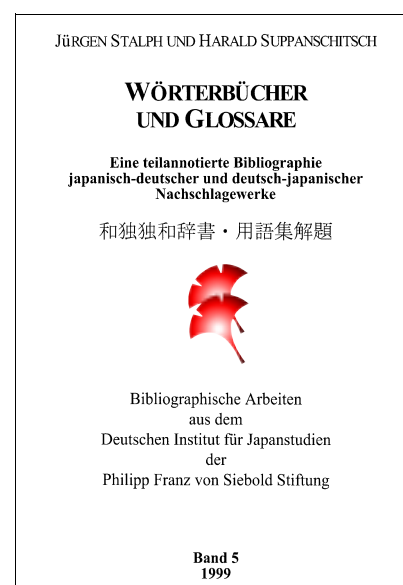 JÜRGEN STALPH UND HARALD SUPPANSCHITSCH
WÖRTERBÜCHER
UND GLOSSARE
Eine teilannotierte Bibliographie
japanisch-deutscher und deutsch-japanischer
Nachschlagewerke
和独独和辞書・用語集解題
Bibliographische Arbeiten
aus dem
Deutschen Institut für Japanstudien
der
Philipp Franz von Siebold Stiftung
Band 5
1999